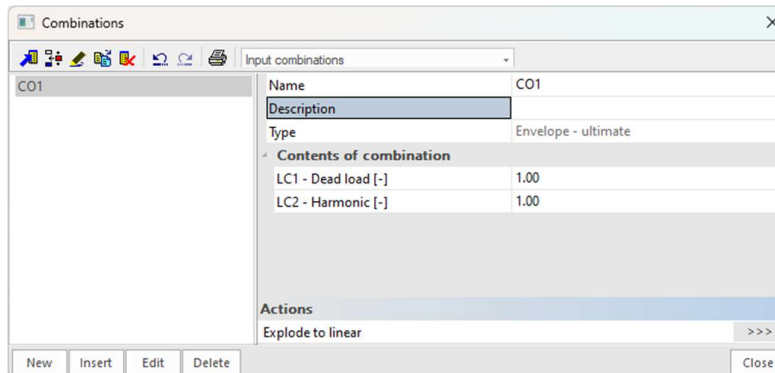 Combinations
Input combinations
CO1
Name CO1
Description
Type Envelope - ultimate
Contents of combination
LC1 - Dead load [-] 1.00
LC2 - Harmonic [-] 1.00
Actions
Explode to linear >>>
New Insert Edit Delete Close